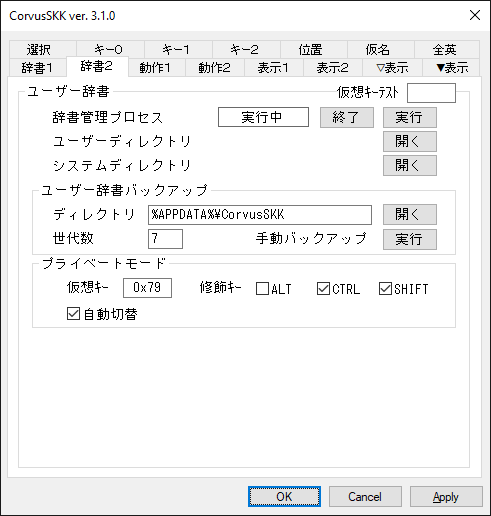 CorvusSKK ver. 3.1.0
選択 キー0 キー1 キー2 位置 仮名 全英
辞書1 辞書2 動作1 動作2 表示1 表示2 ▽表示 ▼表示
ユーザー辞書 仮想キーテスト
辞書管理プロセス 実行中 終了 実行
ユーザーディレクトリ 開く
システムディレクトリ 開く
ユーザー辞書バックアップ
ディレクトリ %APPDATA%¥CorvusSKK 開く
世代数 7 手動バックアップ 実行
プライベートモード
仮想キー 0x79 修飾キー ALT CTRL SHIFT
自動切替
OK Cancel Apply